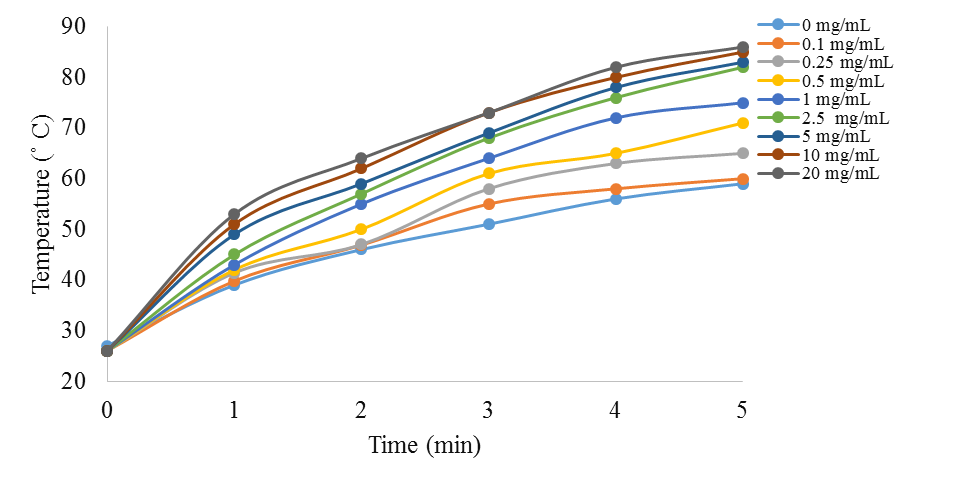 90
80
70
60
50
40
30
20
Temperature (˚ C)
0 1 2 3 4 5
Time (min)
0 mg/mL
0.1 mg/mL
0.25 mg/mL
0.5 mg/mL
1 mg/mL
2.5  mg/mL
5 mg/mL
10 mg/mL
20 mg/mL